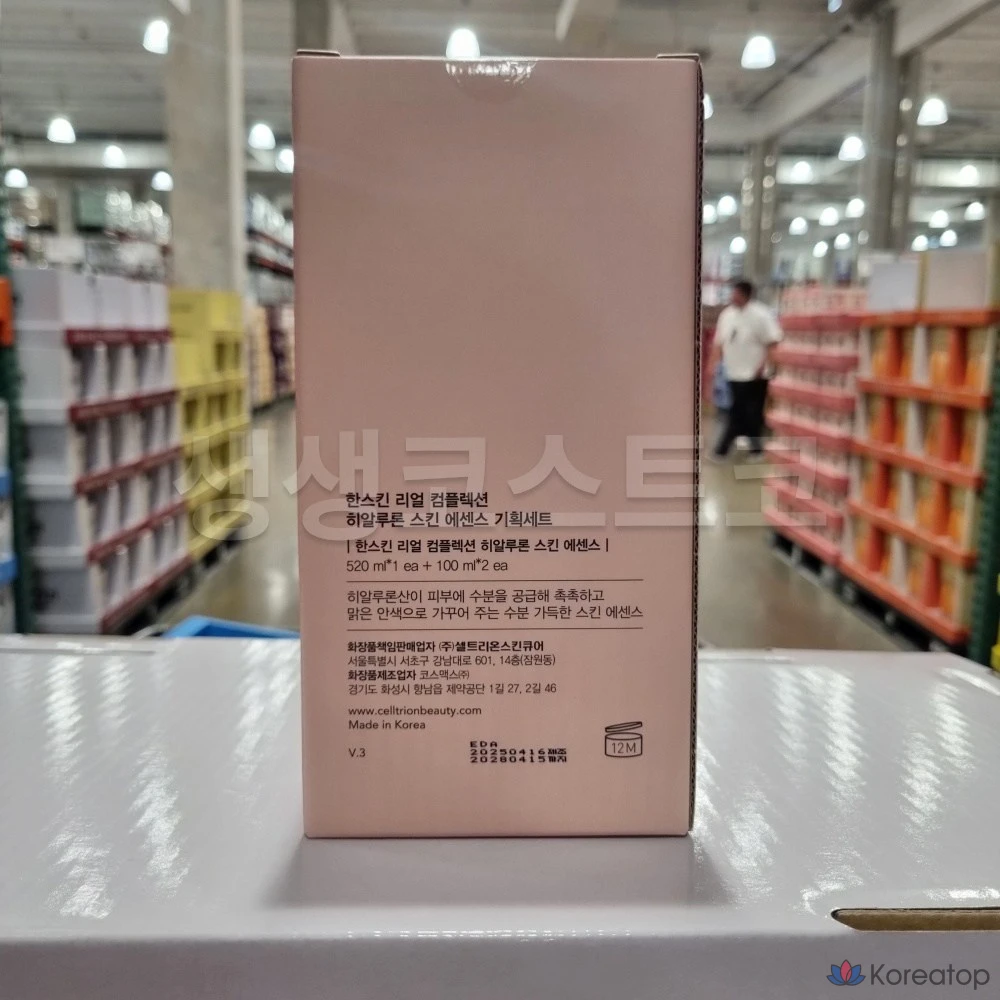 생생코스트코
한스킨 리얼 컴플렉션
히알루론 스킨 에센스 기획세트
| 한스킨 리얼 컴플렉션 히알루론 스킨 에센스 |
520 ml*1 ea + 100 ml*2 ea
히알루론산이 피부에 수분을 공급해 촉촉하고
맑은 안색으로 가꾸어 주는 수분 가득한 스킨 에센스
화장품책임판매업자 (주)셀트리온스킨큐어
서울특별시 서초구 강남대로 601, 14층(잠원동)
화장품제조업자 코스맥스(주)
경기도 화성시 향남읍 제약공단 1길 27, 2길 46
www.celltrionbeauty.com
Made in Korea
V.3
EDA
20250416제조
20280415까지
12M
Koreatop